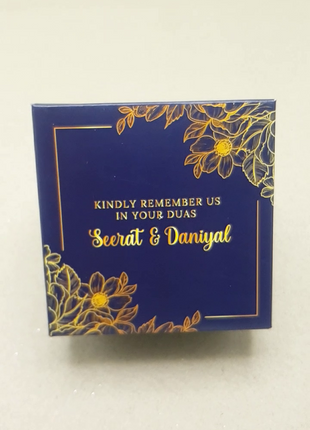 KINDLY REMEMBER US
IN YOUR DUAS
Seerat & Daniyal